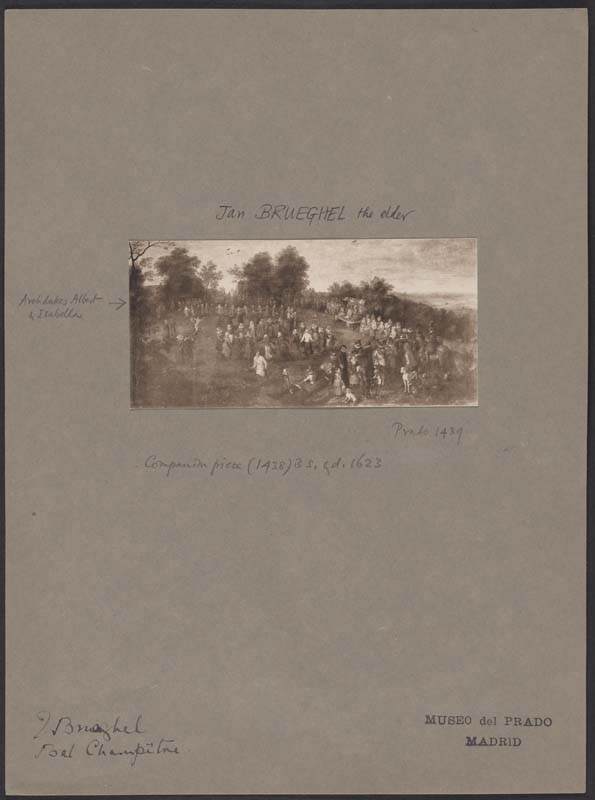 Jan BRUEGHEL the elder
Archdukes Albert
& Isabella
Prado 1439
Companion piece (1438) is s. & d. 1623
J Brueghel
Bal Champêtre
MUSEO del PRADO
MADRID